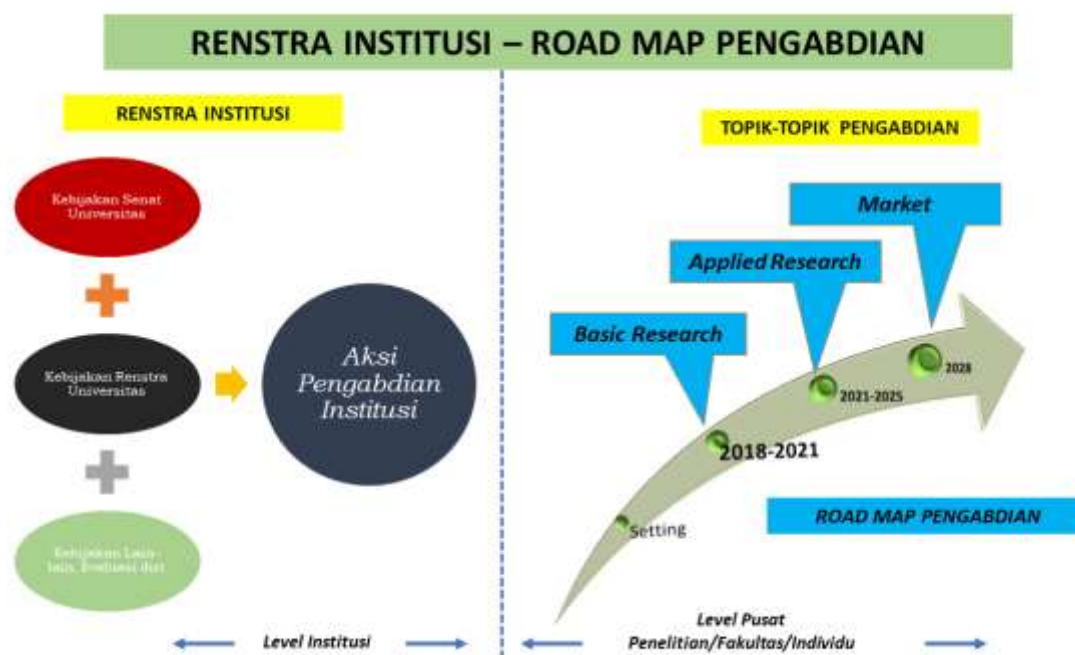 RENSTRA INSTITUSI – ROAD MAP PENGABDIAN
RENSTRA INSTITUSI
Kebijakan Senat
Universitas
Kebijakan Renstra
Universitas
Kebijakan Lain-
lain, Evaluasi diri
Aksi
Pengabdian
Institusi
Level Institusi
TOPIK-TOPIK PENGABDIAN
Market
Applied Research
Basic Research
2028
2021-2025
2018-2021
Setting
ROAD MAP PENGABDIAN
Level Pusat
Penelitian/Fakultas/Individu